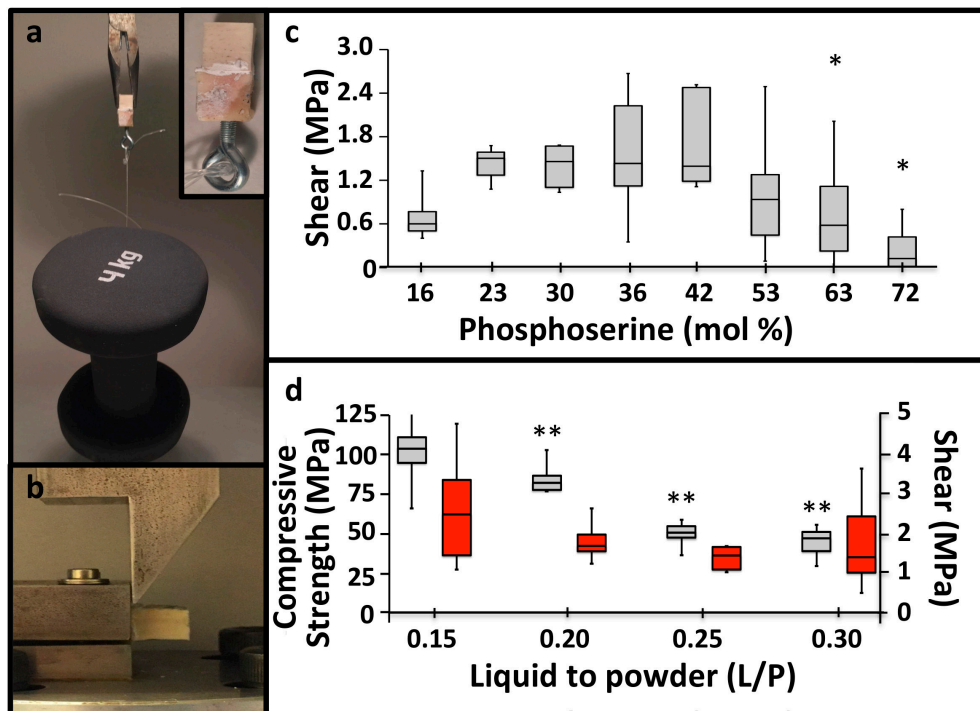 a
4 kg
b
c
Shear (MPa)
3.0
2.4
1.8
1.2
0.6
0
*
*
16 23 30 36 42 53 63 72
Phosphoserine (mol %)
d
Compressive
Strength (MPa)
125
100
75
50
25
0
**
**
**
5
4
3
2
1
0
Shear (MPa)
0.15 0.20 0.25 0.30
Liquid to powder (L/P)